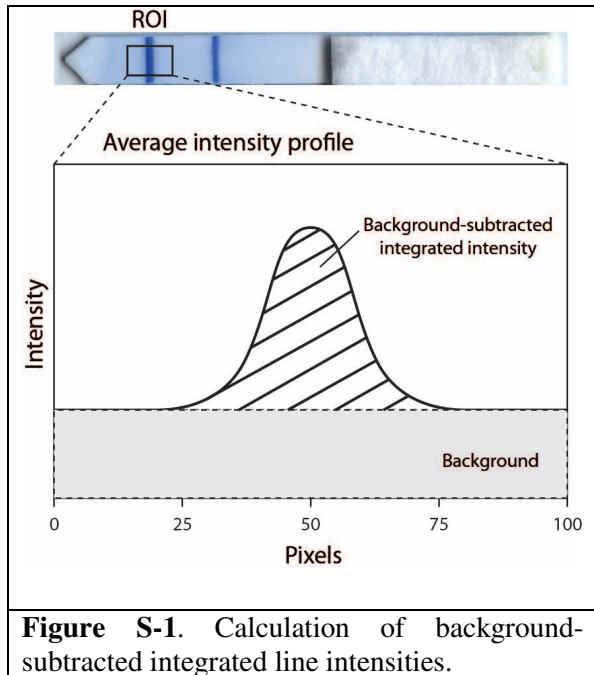 ROI
Average intensity profile
Background-subtracted
integrated intensity
Intensity
Background
0 25 50 75 100
Pixels
Figure S-1. Calculation of background-
subtracted integrated line intensities.